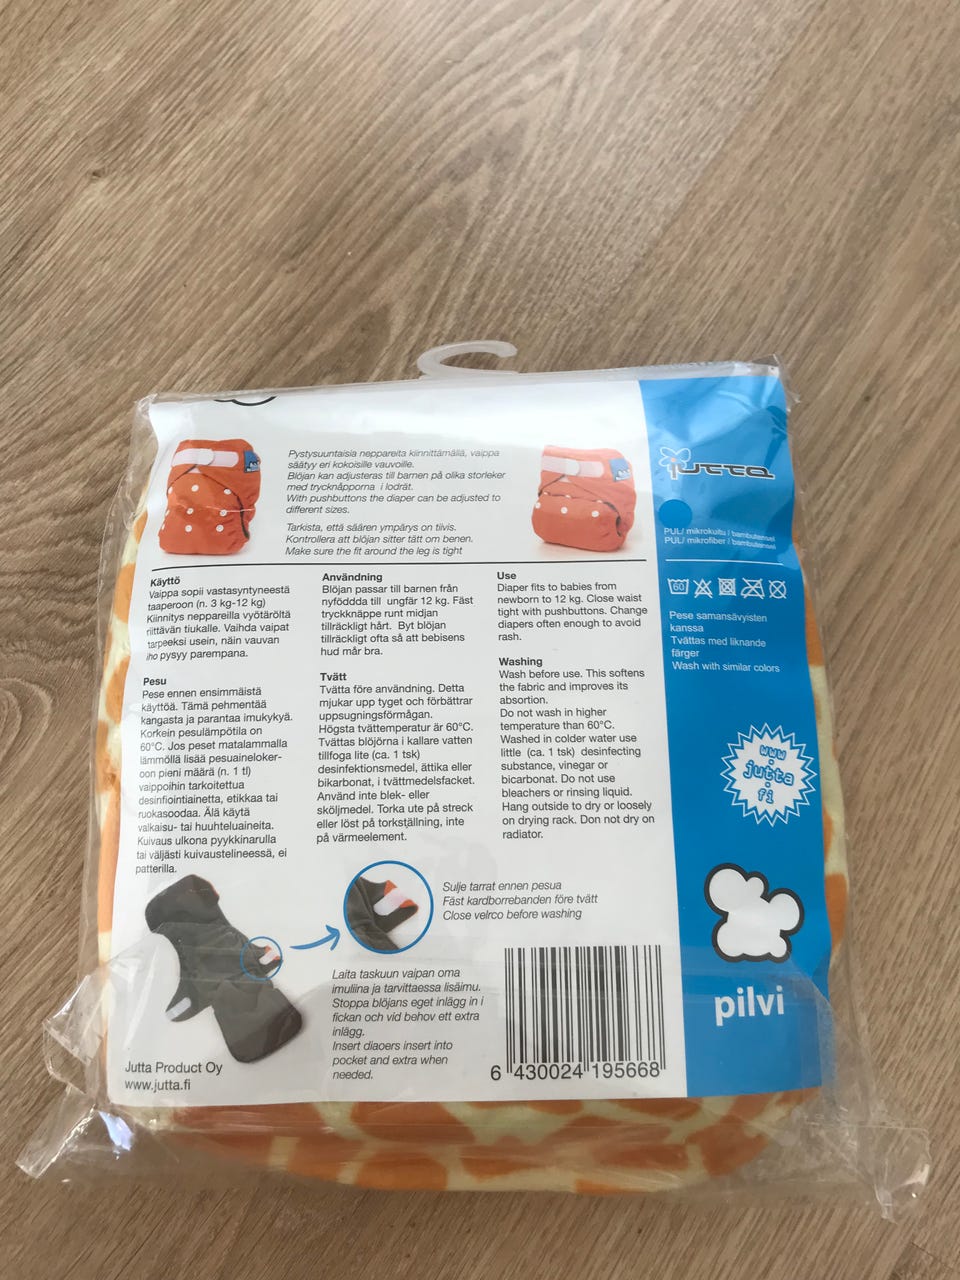 Pystysuuntaisia neppareita kiinnittämällä, vaippa
säätyy eri kokoisille vauvoille.
Blöjan kan adjusteras till barnen på olika storleker
med trycknåpporna i lodrät.
With pushbuttons the diaper can be adjusted to
different sizes.
Tarkista, että säären ympärys on tiivis.
Kontrollera att blöjan sitter tätt om benen.
Make sure the fit around the leg is tight
jutta
PUL/ mikrokuitu / bambufansel
PUL/ mikrofiber / bambufansel
60
Pese samansävyisten
kanssa
Tvättas med liknande
färger
Wash with similar colors
Käyttö
Vaippa sopii vastasyntyneestä
taaperoon (n. 3 kg-12 kg)
Kiinnitys neppareilla vyötäröltä
riittävän tiukalle. Vaihda vaipat
tarpeeksi usein, näin vauvan
iho pysyy parempana.
Pesu
Pese ennen ensimmäistä
käyttöä. Tämä pehmentää
kangasta ja parantaa imukykyä.
Korkein pesulämpötila on
60°C. Jos peset matalammalla
lämmöllä lisää pesuaineloker-
oon pieni määrä (n. 1 tl)
vaippoihin tarkoitettua
desinfiointiainetta, etikkaa tai
ruokasoodaa. Älä käytä
valkaisu- tai huuhteluaineita.
Kuivaus ulkona pyykkinarulla
tai väljästi kuivaustelineessä, ei
patterilla.
Användning
Blöjan passar till barnen från
nyföddda till ungfär 12 kg. Fäst
tryckknäppe runt midjan
tillräckligt hårt. Byt blöjan
tillräckligt ofta så att bebisens
hud mår bra.
Tvätt
Tvätta före användning. Detta
mjukar upp tyget och förbättrar
uppsugningsförmågan.
Högsta tvättemperatur är 60°C.
Tvättas blöjörna i kallare vatten
tillfoga lite (ca. 1 tsk)
desinfektionsmedel, ättika eller
bikarbonat, i tvättmedelsfacket.
Använd inte blek- eller
sköljmedel. Torka ute på streck
eller löst på torkställning, inte
på värmeelement.
Use
Diaper fits to babies from
newborn to 12 kg. Close waist
tight with pushbuttons. Change
diapers often enough to avoid
rash.
Washing
Wash before use. This softens
the fabric and improves its
absortion.
Do not wash in higher
temperature than 60°C.
Washed in colder water use
little (ca. 1 tsk) desinfecting
substance, vinegar or
bicarbonat. Do not use
bleachers or rinsing liquid.
Hang outside to dry or loosely
on drying rack. Don not dry on
radiator.
www
.
jutta
.
fi
Sulje tarrat ennen pesua
Fäst kardborrebanden före tvätt
Close velrco before washing
Laita taskuun vaipan oma
imuliina ja tarvittaessa lisäimu.
Stoppa blöjans eget inlägg in i
fickan och vid behov ett extra
inlägg.
Insert diaoers insert into
pocket and extra when
needed.
pilvi
Jutta Product Oy
www.jutta.fi
6 430024 195668